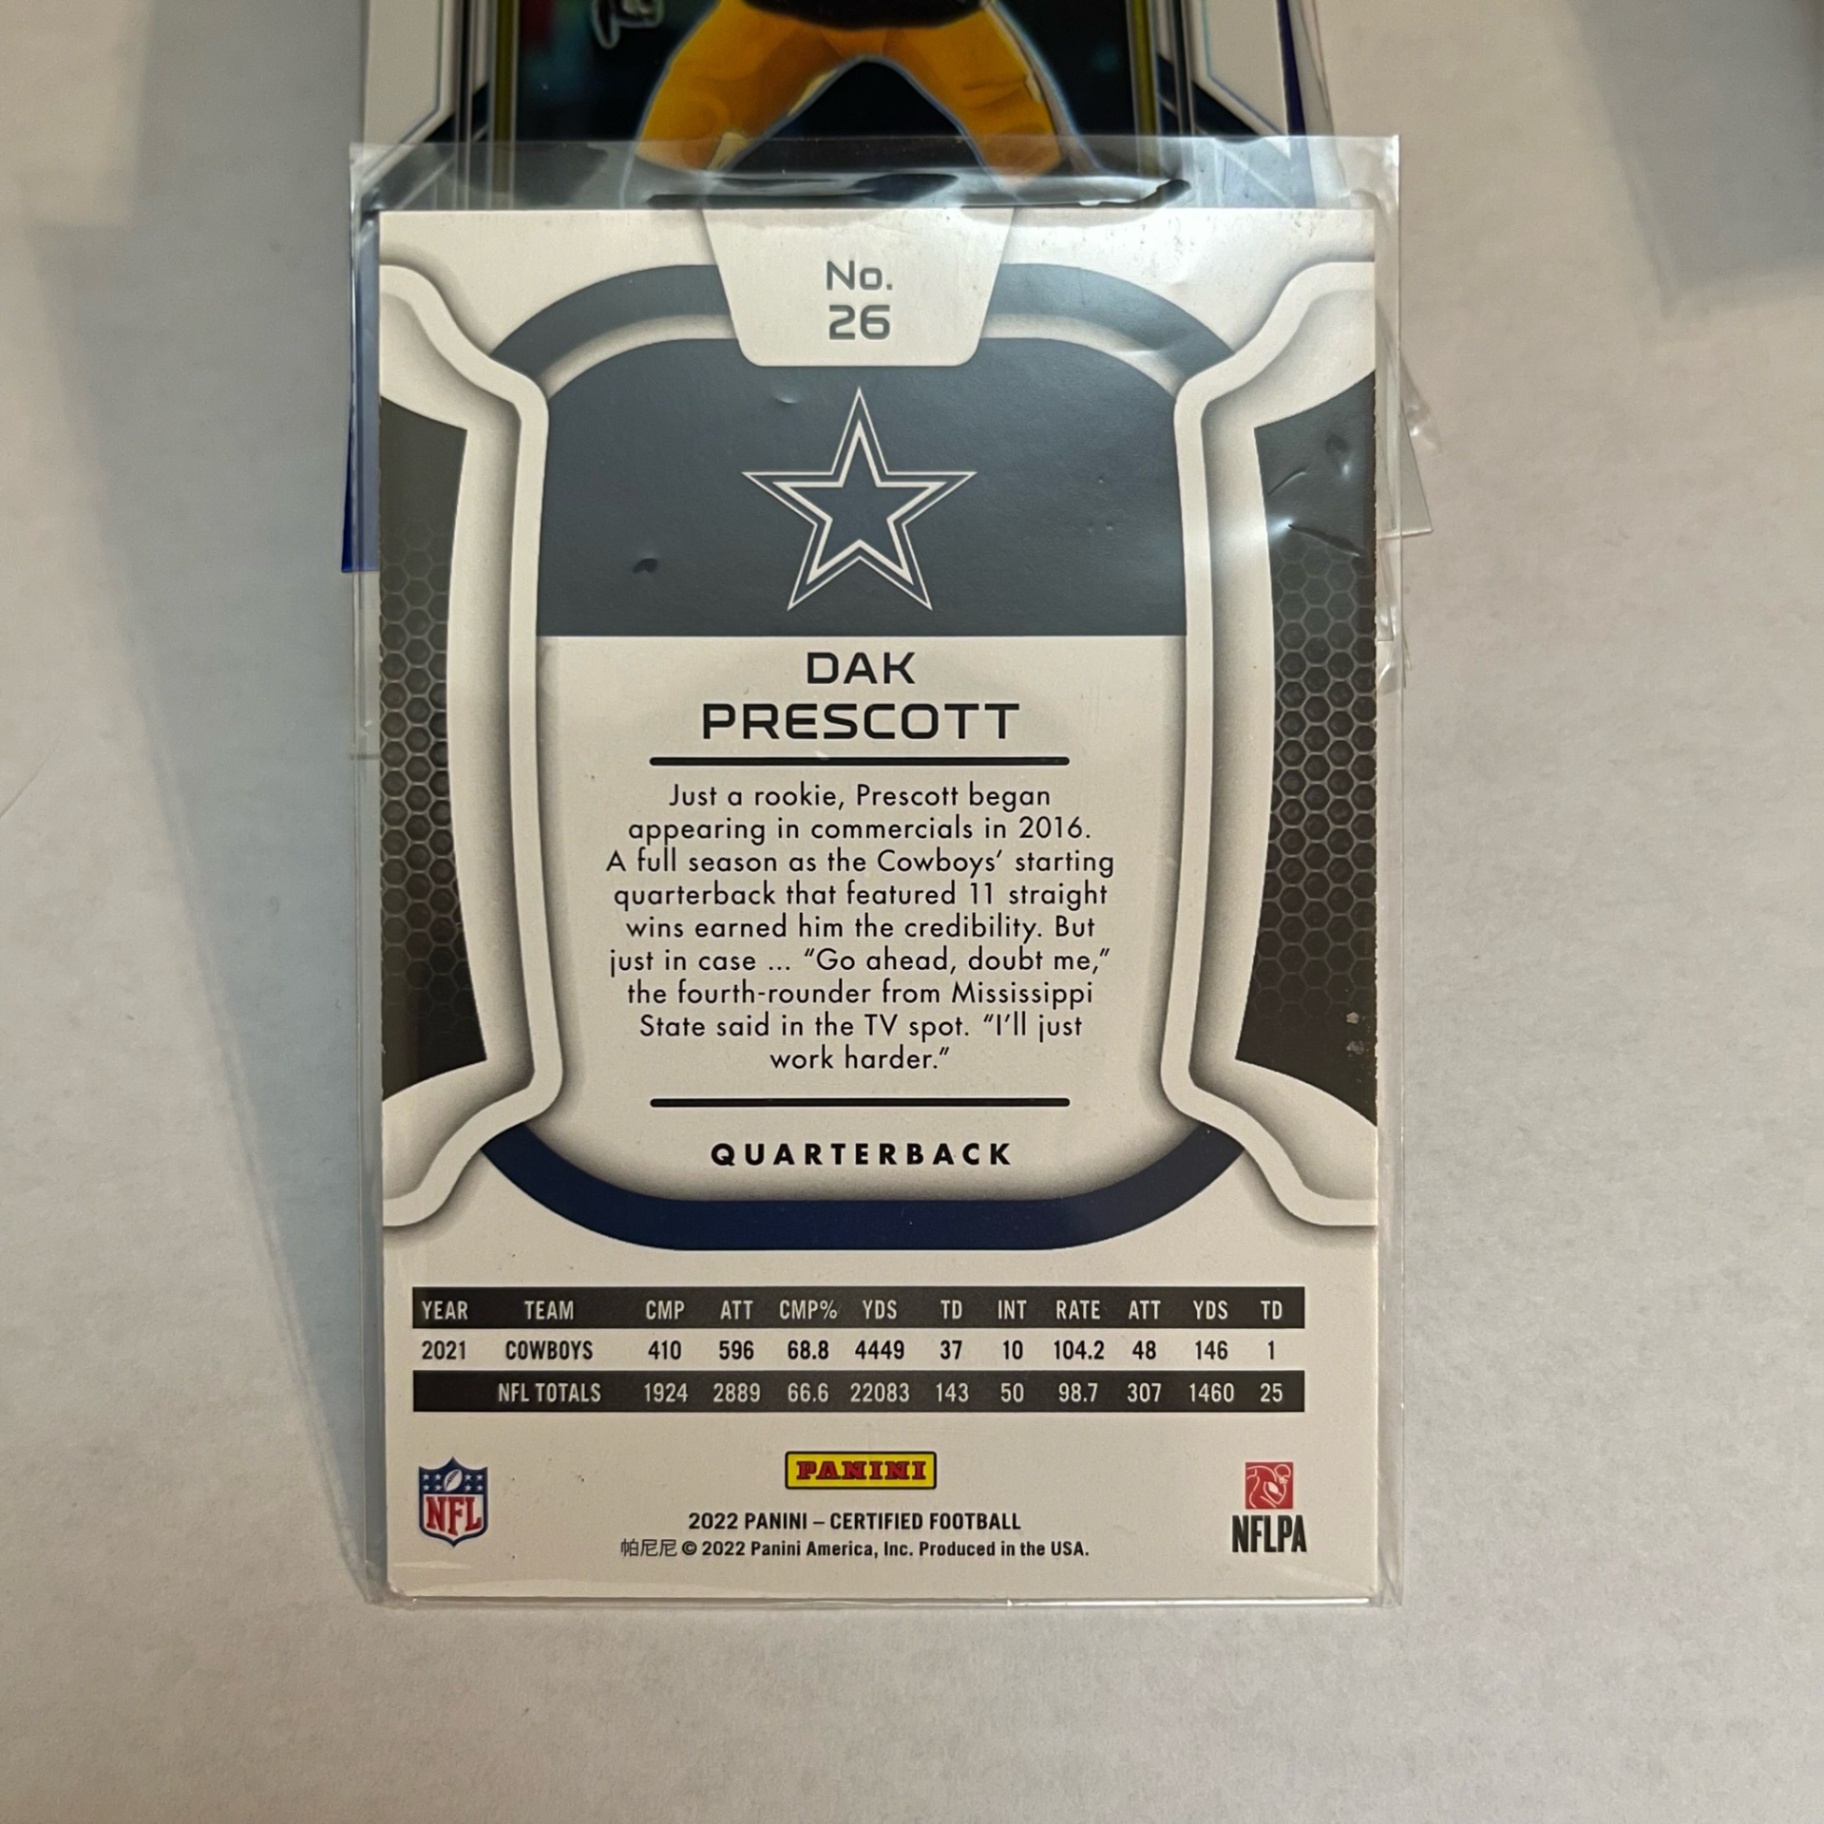 No.
26
DAK
PRESCOTT
Just a rookie, Prescott began
appearing in commercials in 2016.
A full season as the Cowboys’ starting
quarterback that featured 11 straight
wins earned him the credibility. But
just in case ... “Go ahead, doubt me,”
the fourth-rounder from Mississippi
State said in the TV spot. “I’ll just
work harder.”
QUARTERBACK
YEAR TEAM CMP ATT CMP% YDS TD INT RATE ATT YDS TD
2021 COWBOYS 410 596 68.8 4449 37 10 104.2 48 146 1
NFL TOTALS 1924 2889 66.6 22083 143 50 98.7 307 1460 25
NFL
PANINI
NFLPA
2022 PANINI – CERTIFIED FOOTBALL
帕尼尼 © 2022 Panini America, Inc. Produced in the USA.